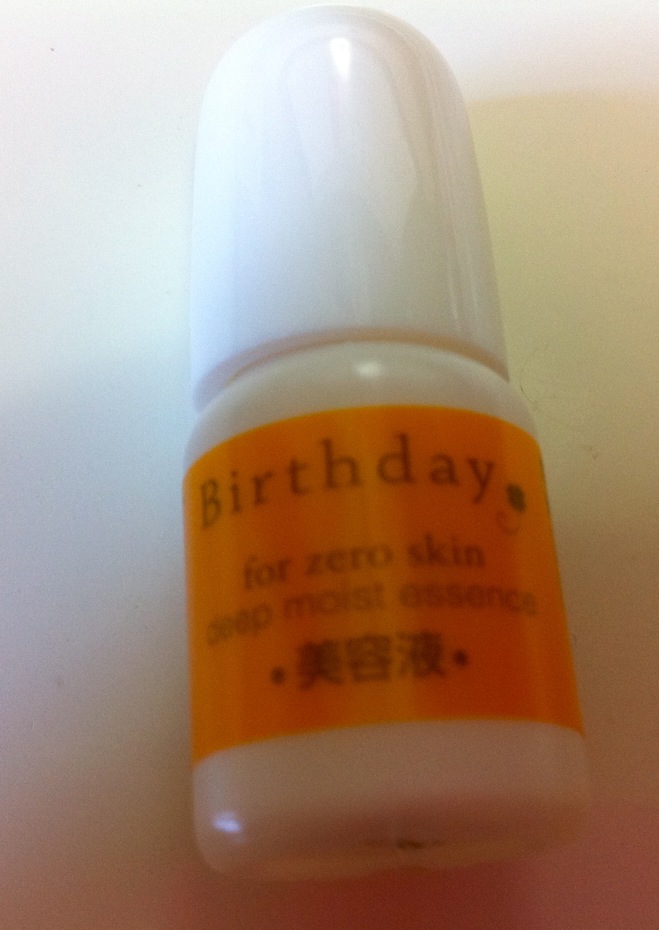 Birthday
for zero skin
deep moist essence
・美容液・